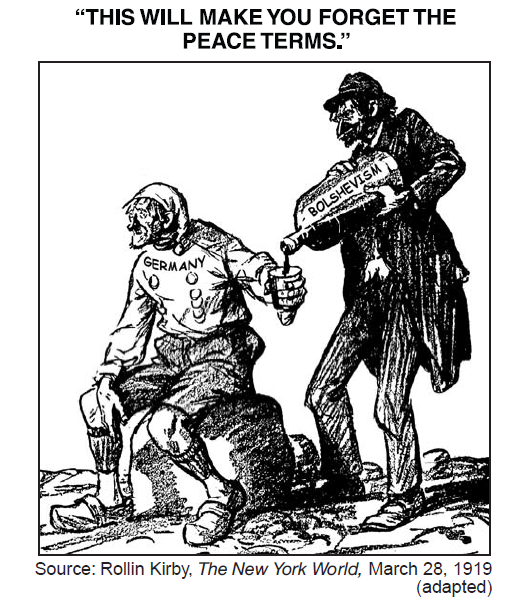 “THIS WILL MAKE YOU FORGET THE
PEACE TERMS.”
BOLSHEVISM
GERMANY
Source: Rollin Kirby, The New York World, March 28, 1919
(adapted)